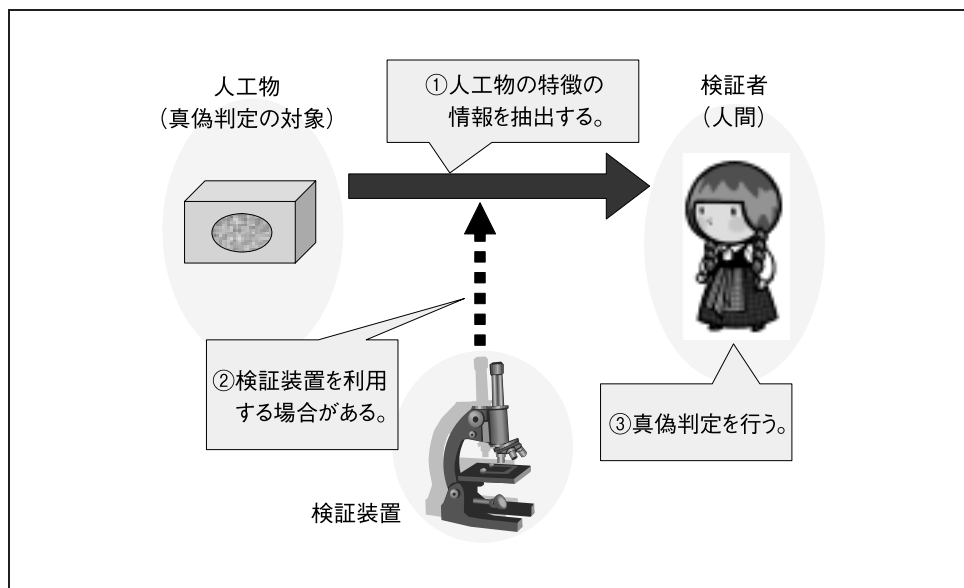 人工物
(真偽判定の対象)
①人工物の特徴の
情報を抽出する。
検証者
(人間)
②検証装置を利用
する場合がある。
③真偽判定を行う。
検証装置